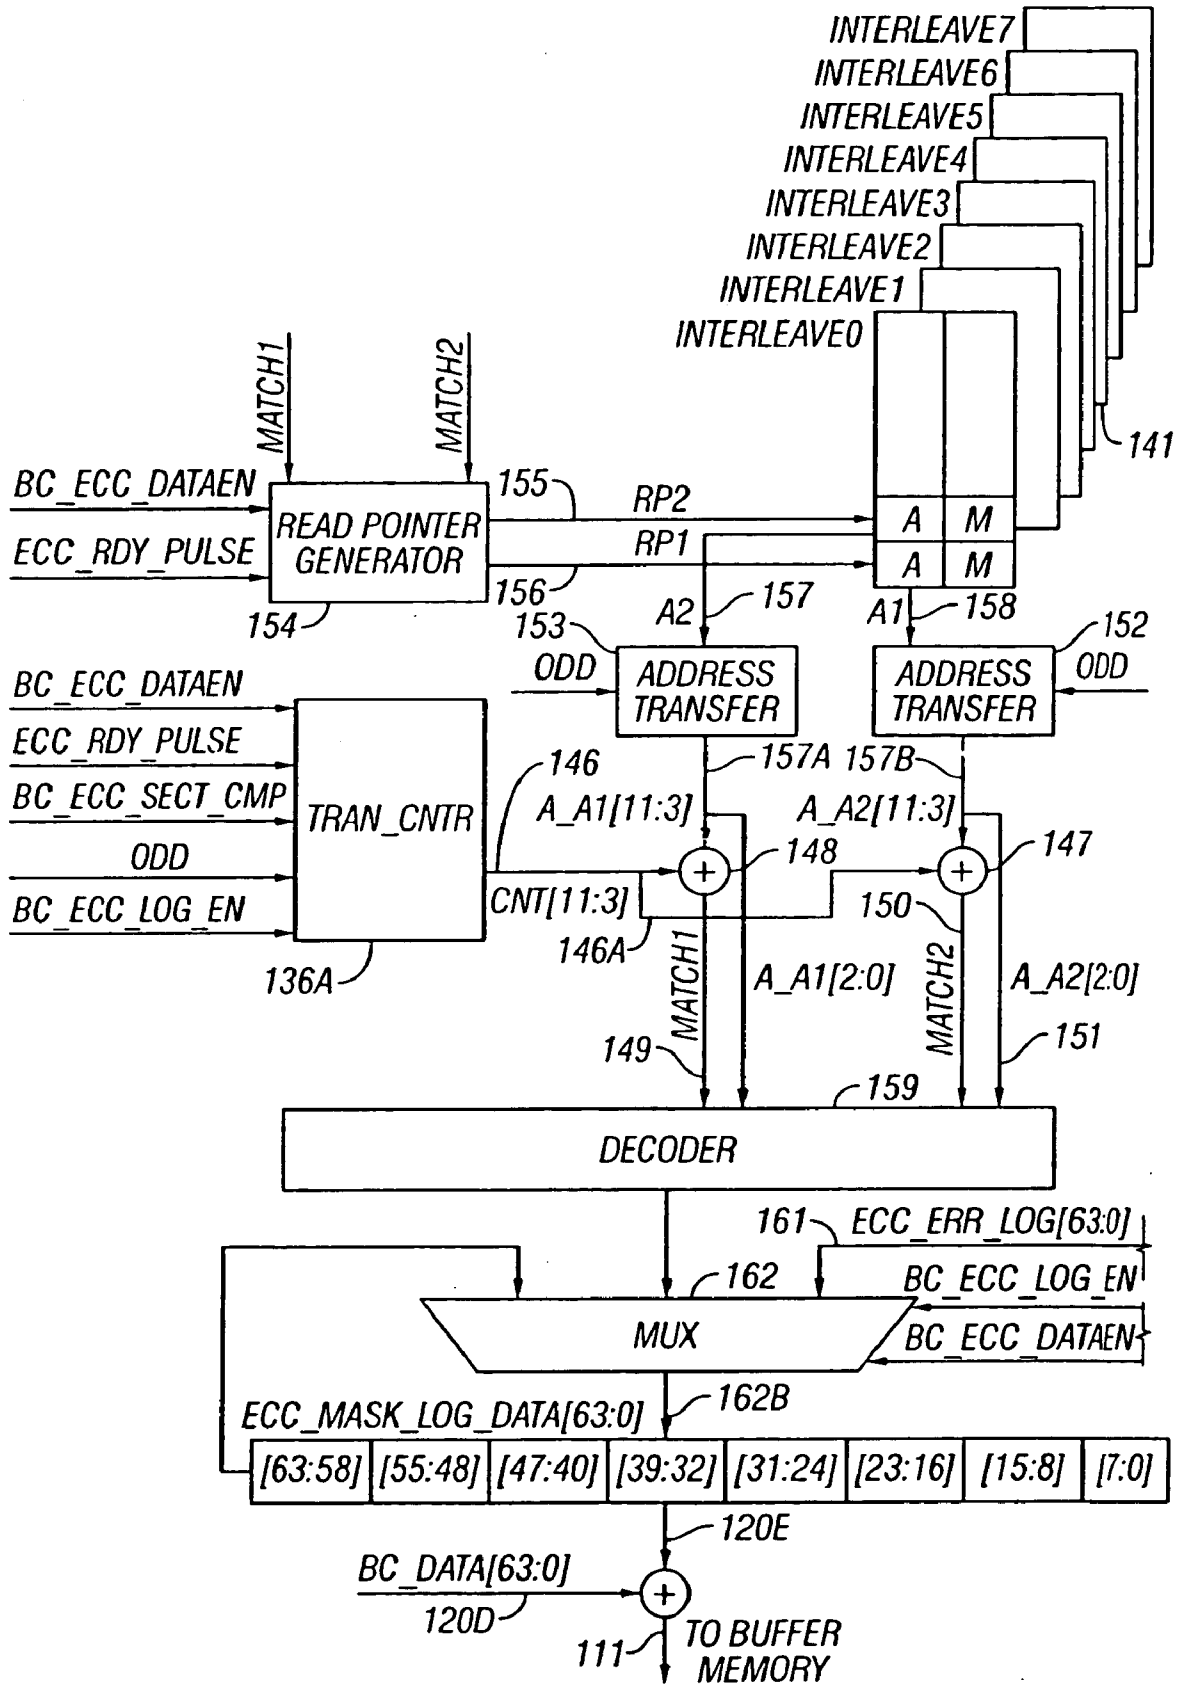 INTERLEAVE7
INTERLEAVE6
INTERLEAVE5
INTERLEAVE4
INTERLEAVE3
INTERLEAVE2
INTERLEAVE1
INTERLEAVE0
141
MATCH1
MATCH2
BC_ECC_DATAEN
ECC_RDY_PULSE
READ POINTER
GENERATOR
154
155
RP2
RP1
156
A M
A M
A2
157
A1
158
153
ODD
ADDRESS
TRANSFER
152
ODD
ADDRESS
TRANSFER
BC_ECC_DATAEN
ECC_RDY_PULSE
BC_ECC_SECT_CMP
ODD
BC_ECC_LOG_EN
TRAN_CNTR
136A
146
CNT[11:3]
146A
157A
A_A1[11:3]
+
148
157B
A_A2[11:3]
+
147
150
MATCH1
A_A1[2:0]
149
MATCH2
A_A2[2:0]
151
159
DECODER
161
ECC_ERR_LOG[63:0]
162
BC_ECC_LOG_EN
MUX
BC_ECC_DATAEN
162B
ECC_MASK_LOG_DATA[63:0]
[63:58] [55:48] [47:40] [39:32] [31:24] [23:16] [15:8] [7:0]
120E
BC_DATA[63:0]
120D
+
111
TO BUFFER
MEMORY